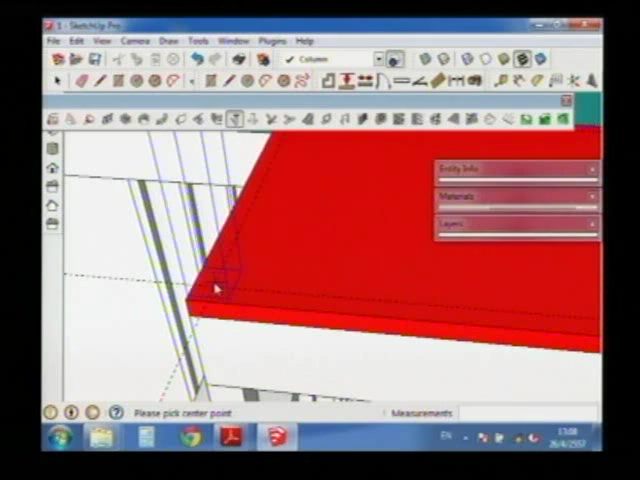 1 - SketchUp Pro
File Edit View Camera Draw Tools Window Plugins Help
Column
Entity Info
Materials
Layers
Please pick center point
Measurements
EN
17:08
26/4/2557